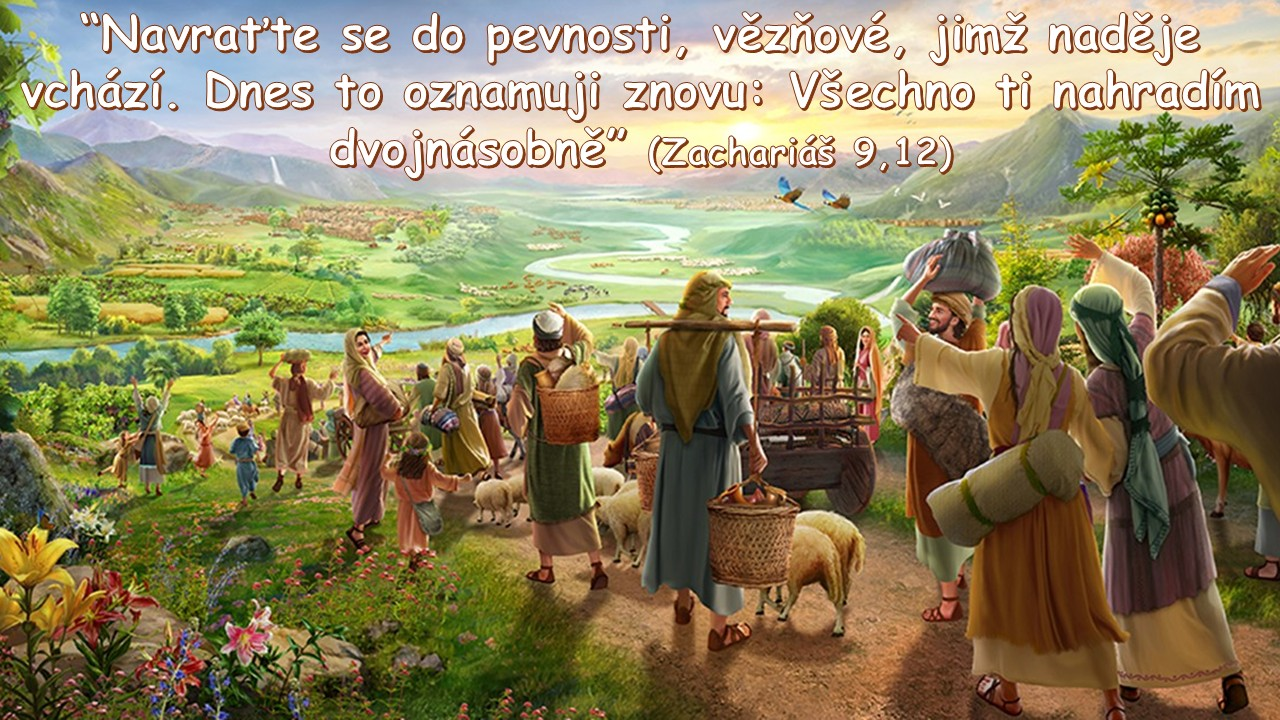 “Navraťte se do pevnosti, vězňové, jimž naděje
vchází. Dnes to oznamuji znovu: Všechno ti nahradím
dvojnásobně” (Zachariáš 9,12)